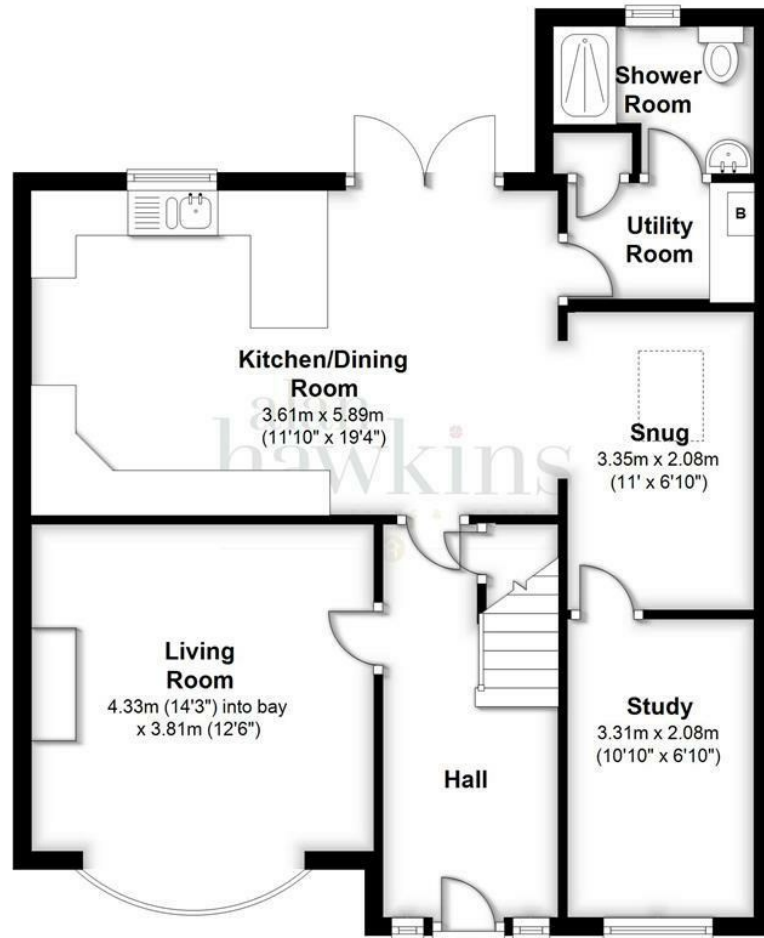 Shower
Room
B
Utility
Room
Kitchen/Dining
Room
3.61m x 5.89m
(11'10" x 19'4")
alan
hawkins
Snug
3.35m x 2.08m
(11' x 6'10")
Living
Room
4.33m (14'3") into bay
x 3.81m (12'6")
Study
3.31m x 2.08m
(10'10" x 6'10")
Hall